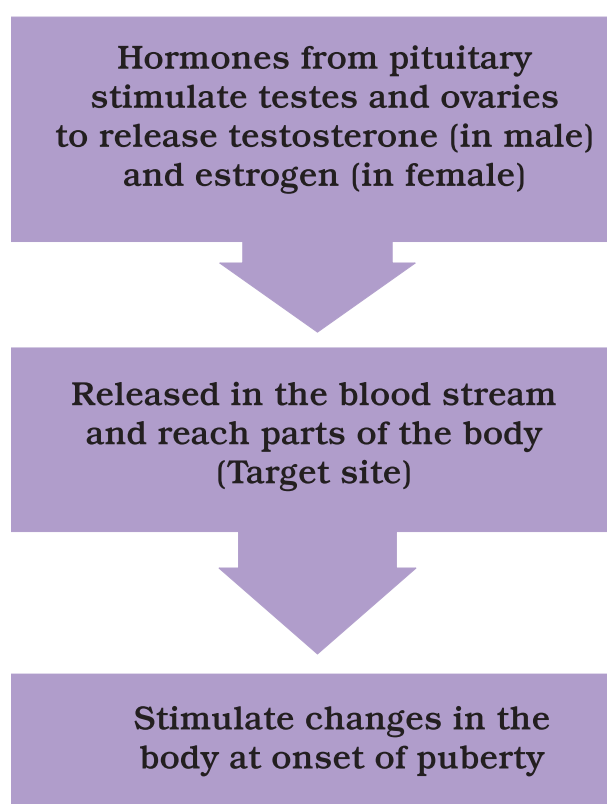 Hormones from pituitary
stimulate testes and ovaries
to release testosterone (in male)
and estrogen (in female)
Released in the blood stream
and reach parts of the body
(Target site)
Stimulate changes in the
body at onset of puberty